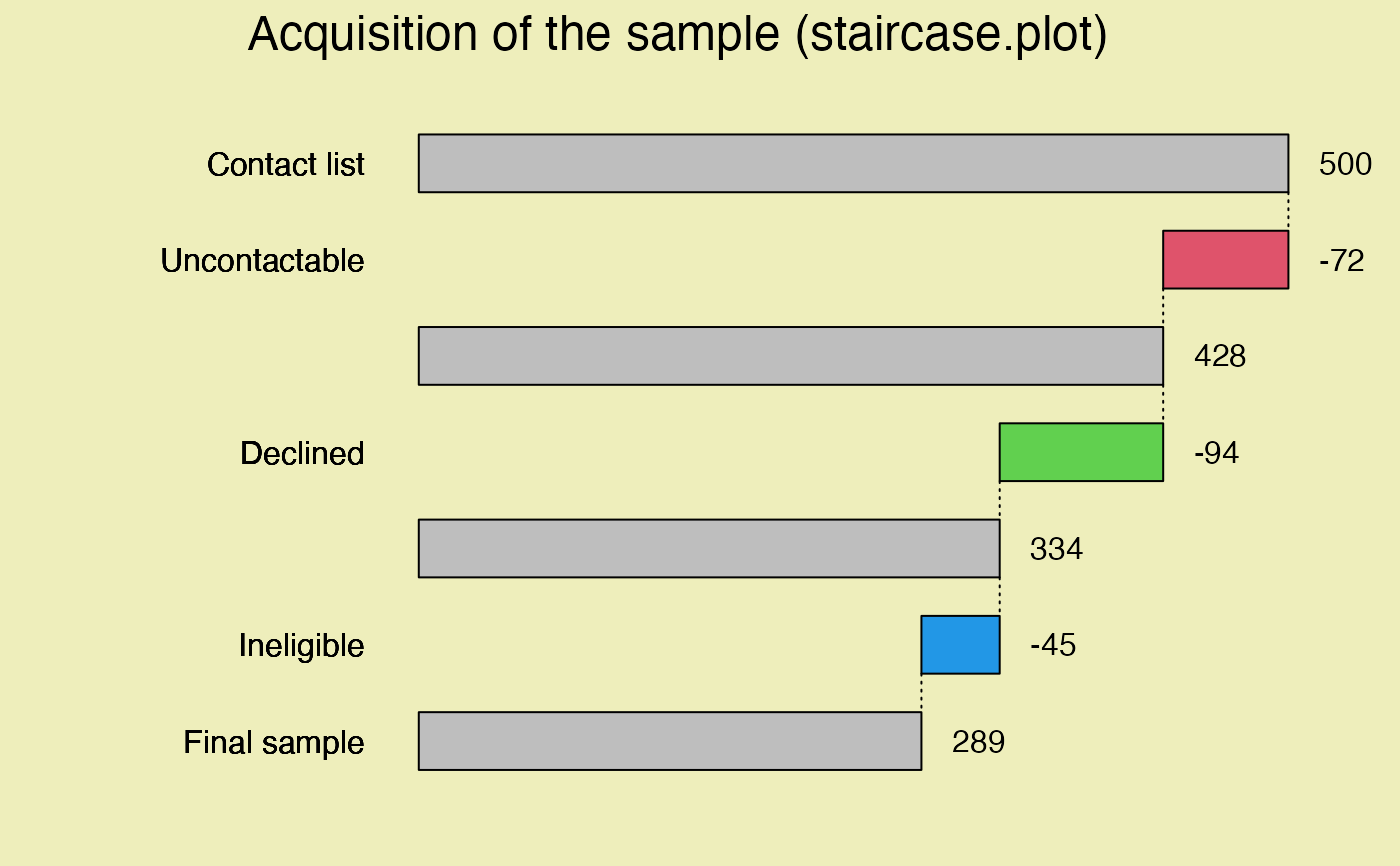 Acquisition of the sample (staircase.plot)
Contact list 500
Uncontactable -72
428
Declined -94
334
Ineligible -45
Final sample 289